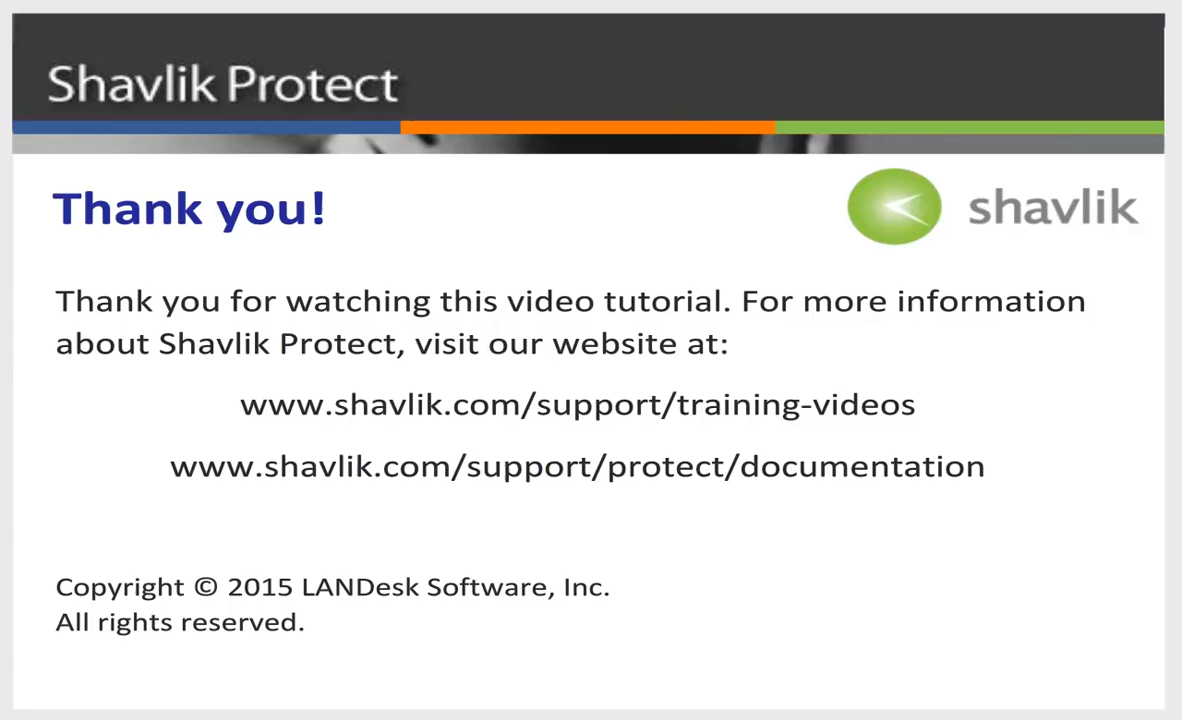 Shavlik Protect
Thank you!
shavlik
Thank you for watching this video tutorial. For more information
about Shavlik Protect, visit our website at:
www.shavlik.com/support/training-videos
www.shavlik.com/support/protect/documentation
Copyright © 2015 LANDesk Software, Inc.
All rights reserved.